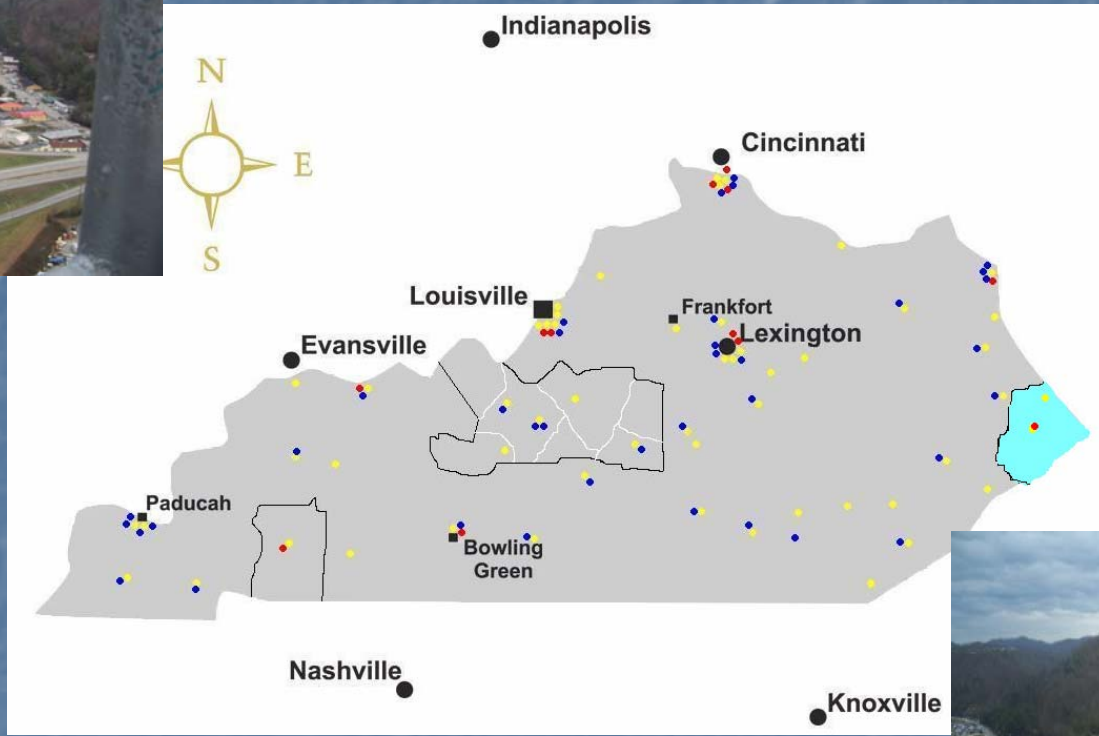 Indianapolis
N
E
S
Cincinnati
Louisville
Frankfort
Lexington
Evansville
Paducah
Bowling
Green
Nashville
Knoxville